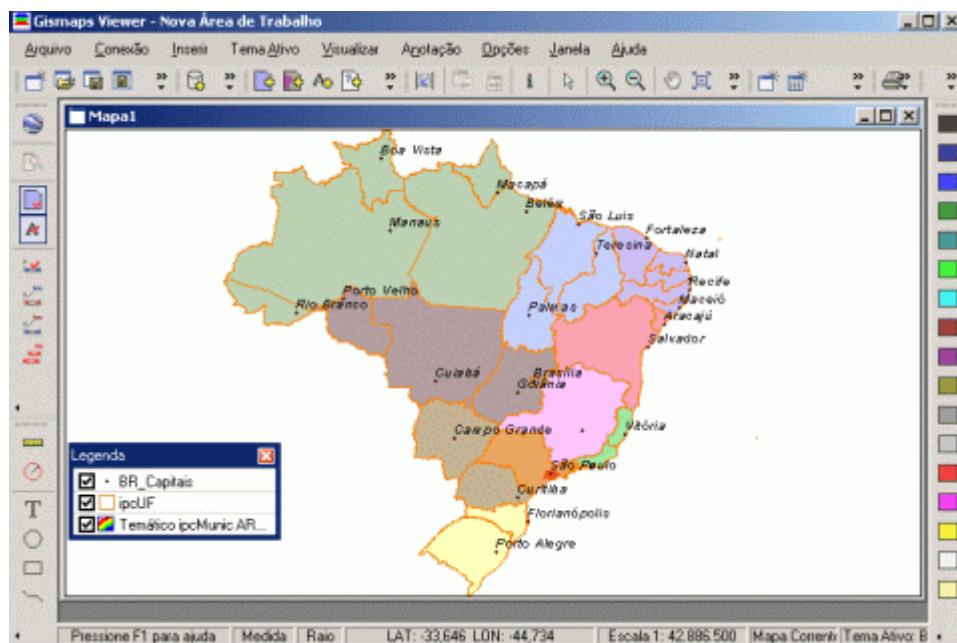 Gismaps Viewer - Nova Área de Trabalho
Arquivo Conexão Inserir Tema Ativo Visualizar Anotação Opções Janela Ajuda
Mapa1
Boa Vista
Macapá
Belém
Manaus
São Luis
Fortaleza
Teresina
Natal
Recife
Porto Velho
Rio Branco
Maceió
Palmas
Aracajú
Salvador
Cuiabá
Brasília
Goiânia
Campo Grande
Vitória
São Paulo
Curitiba
Florianópolis
Porto Alegre
Legenda
BR_Capitais
ipcUF
Temático ipcMunic AR...
Pressione F1 para ajuda Medida Raio LAT: -33,646 LON: -44,734 Escala 1: 42.886.500 Mapa Corrent Tema Ativo: B